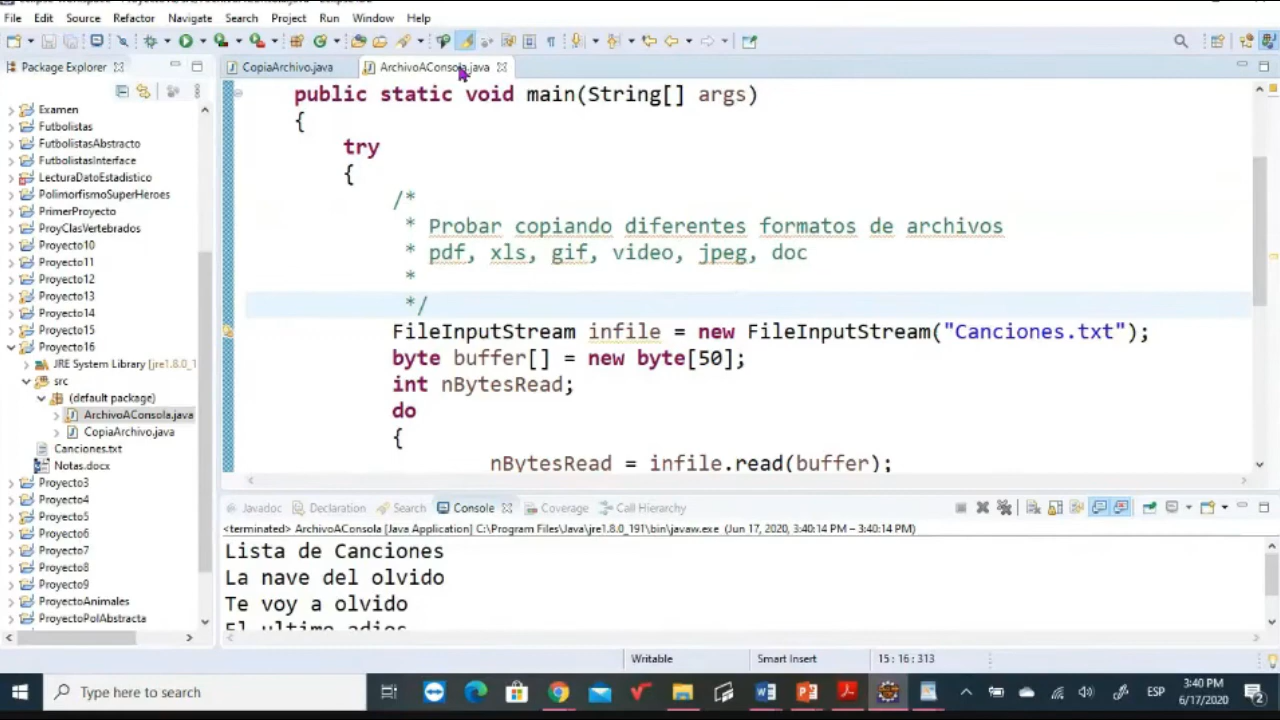 File Edit Source Refactor Navigate Search Project Run Window Help
Package Explorer
CopiaArchivo.java
ArchivoAConsola.java
Examen
Futbolistas
FutbolistasAbstracto
FutbolistasInterface
LecturaDatoEstadistico
PolimorfismoSuperHeroes
PrimerProyecto
ProyClasVertebrados
Proyecto10
Proyecto11
Proyecto12
Proyecto13
Proyecto14
Proyecto15
Proyecto16
JRE System Library [jre1.8.0_1
src
(default package)
ArchivoAConsola.java
CopiaArchivo.java
Canciones.txt
Notas.docx
Proyecto3
Proyecto4
Proyecto5
Proyecto6
Proyecto7
Proyecto8
Proyecto9
ProyectoAnimales
ProyectoPolAbstracta
public static void main(String[] args)
{
try
{
/*
* Probar copiando diferentes formatos de archivos
* pdf, xls, gif, video, jpeg, doc
*
*/
FileInputStream infile = new FileInputStream("Canciones.txt");
byte buffer[] = new byte[50];
int nBytesRead;
do
{
nBytesRead = infile.read(buffer);
Javadoc Declaration Search Console Coverage Call Hierarchy
<terminated> ArchivoAConsola [Java Application] C:\Program Files\Java\jre1.8.0_191\bin\javaw.exe (Jun 17, 2020, 3:40:14 PM – 3:40:14 PM)
Lista de Canciones
La nave del olvido
Te voy a olvido
El ultimo adios
Writable
Smart Insert
15:16:313
Type here to search
ESP
3:40 PM
6/17/2020
2